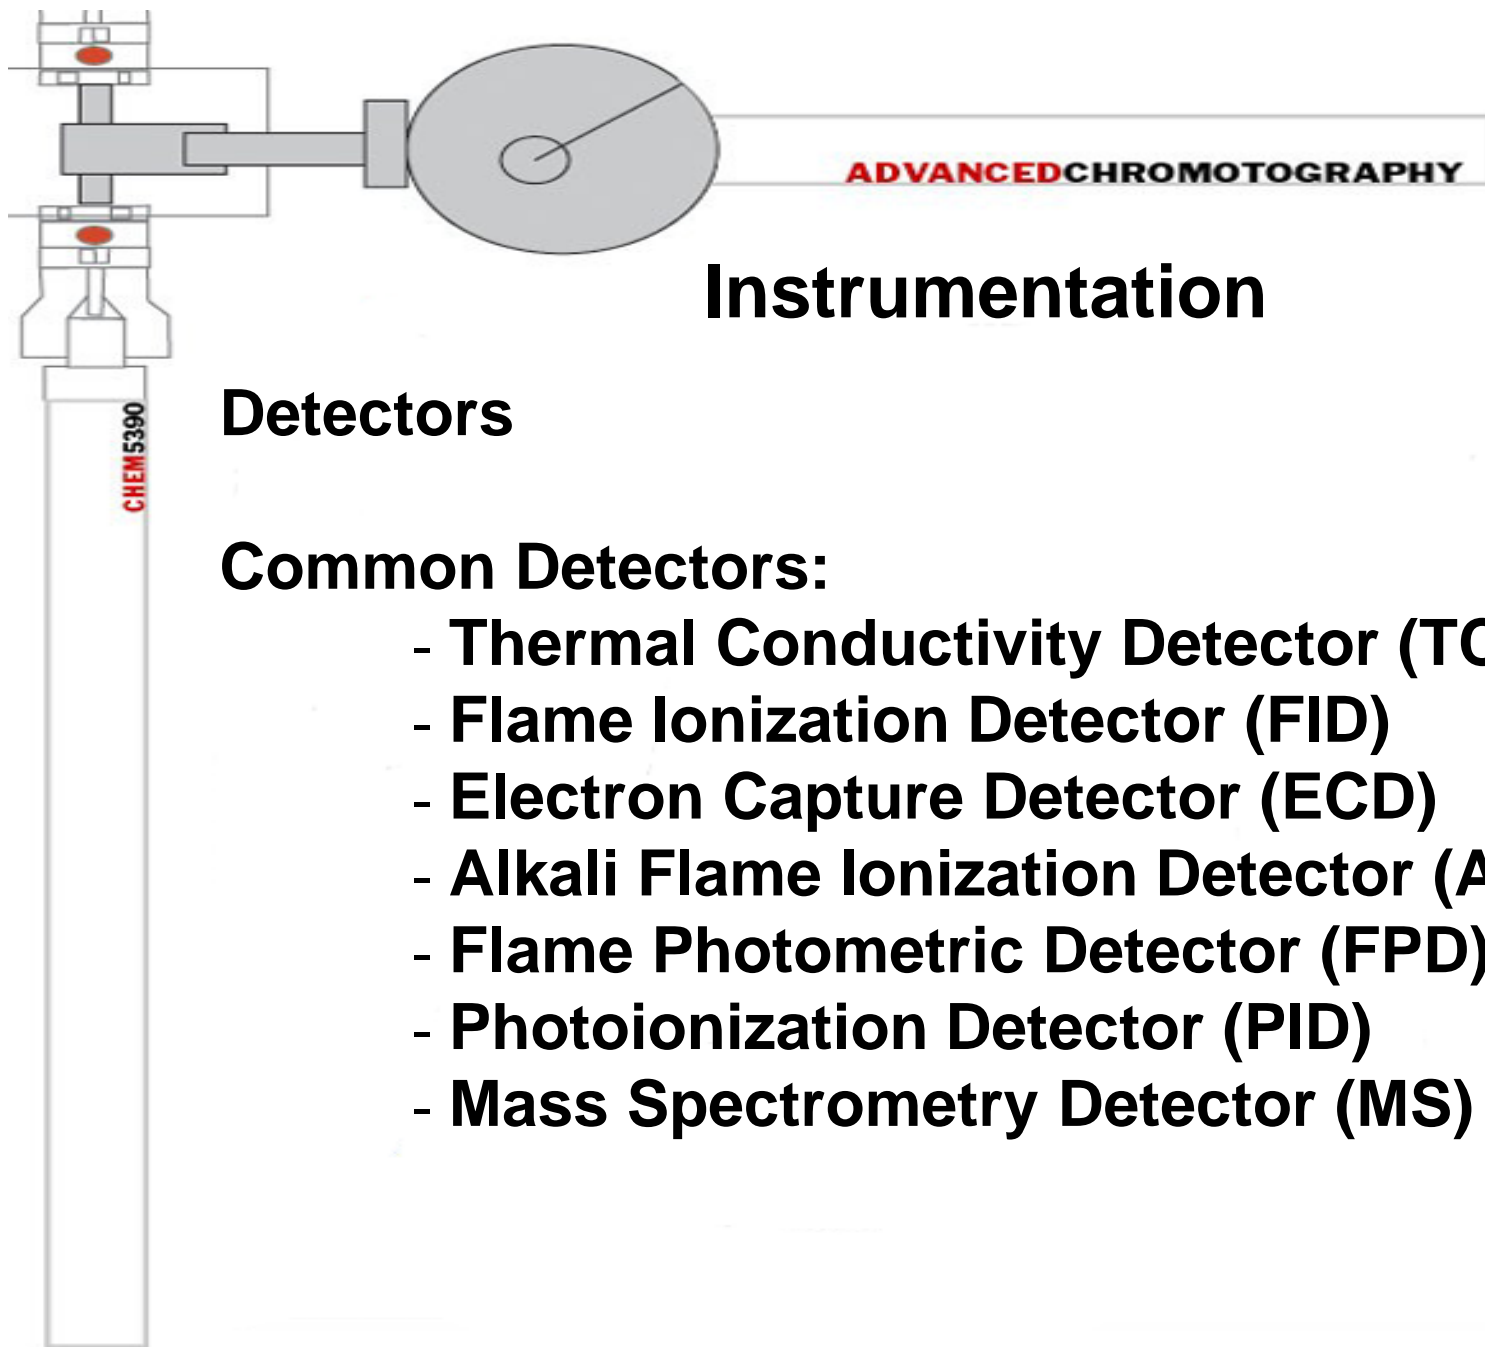 ADVANCEDCHROMOTOGRAPHY
Instrumentation
CHEM5390
Detectors
Common Detectors:
- Thermal Conductivity Detector (TC
- Flame Ionization Detector (FID)
- Electron Capture Detector (ECD)
- Alkali Flame Ionization Detector (A
- Flame Photometric Detector (FPD)
- Photoionization Detector (PID)
- Mass Spectrometry Detector (MS)